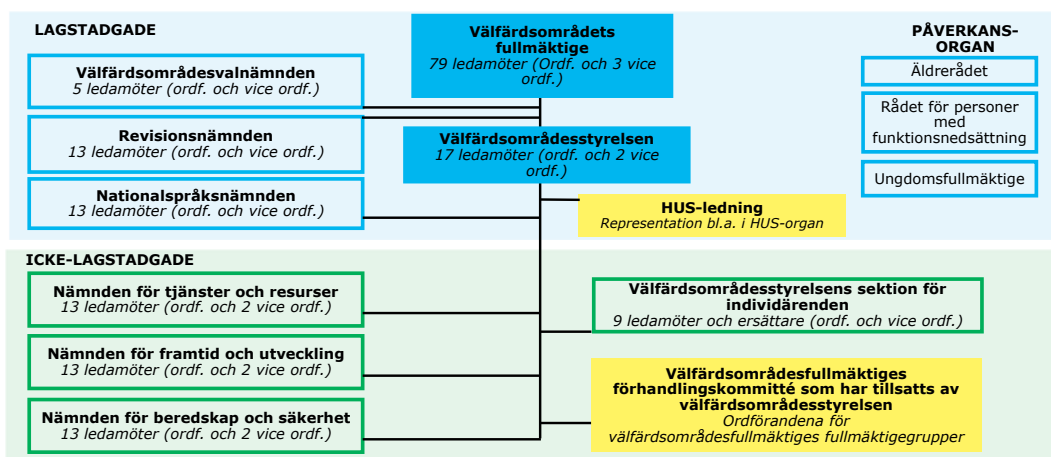 LAGSTADGADE
Välfärdsområdets
fullmäktige
79 ledamöter (Ordf. och 3 vice
ordf.)
PÅVERKANS-
ORGAN
Välfärdsområdesvalnämnden
5 ledamöter (ordf. och vice ordf.)
Äldrerådet
Revisionsnämnden
13 ledamöter (ordf. och vice ordf.)
Välfärdsområdesstyrelsen
17 ledamöter (ordf. och 2 vice
ordf.)
Rådet för personer
med
funktionsnedsättning
Nationalspråksnämnden
13 ledamöter (ordf. och vice ordf.)
Ungdomsfullmäktige
HUS-ledning
Representation bl.a. i HUS-organ
ICKE-LAGSTADGADE
Nämnden för tjänster och resurser
13 ledamöter (ordf. och 2 vice ordf.)
Välfärdsområdesstyrelsens sektion för
individärenden
9 ledamöter och ersättare (ordf. och vice ordf.)
Nämnden för framtid och utveckling
13 ledamöter (ordf. och 2 vice ordf.)
Välfärdsområdesfullmäktiges
förhandlingskommitté som har tillsatts av
välfärdsområdesstyrelsen
Ordförandena för
välfärdsområdesfullmäktiges fullmäktigegrupper
Nämnden för beredskap och säkerhet
13 ledamöter (ordf. och 2 vice ordf.)